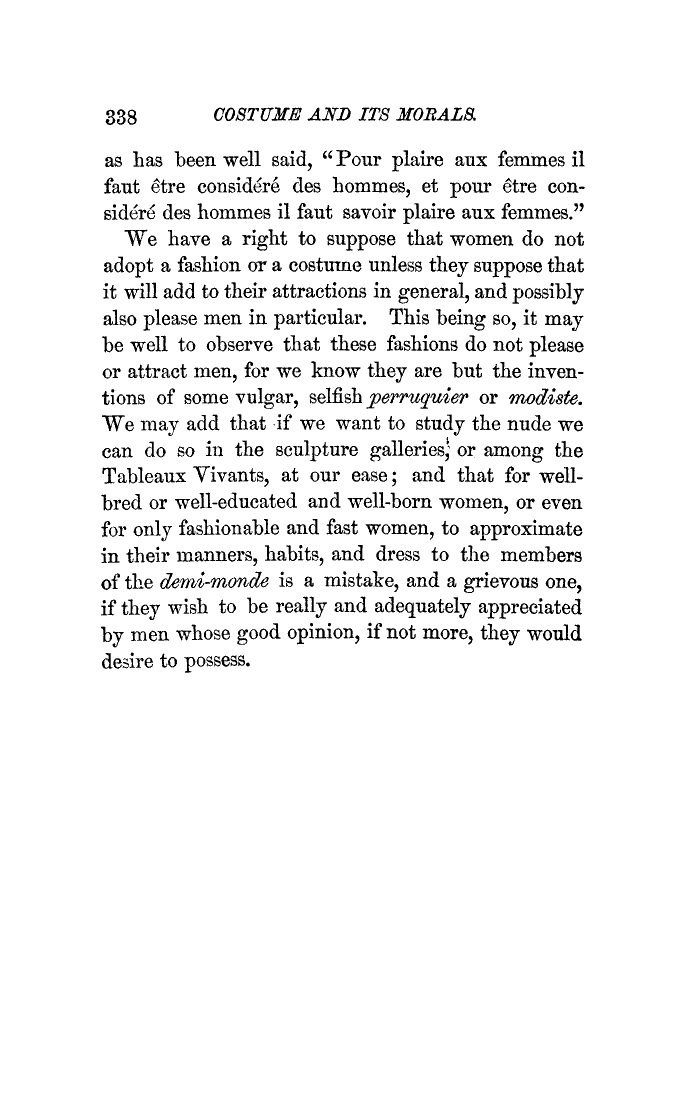 338 COSTUME AND ITS MORALS.
as has been well said, “Pour plaire aux femmes il
faut être considéré des hommes, et pour être con-
sidéré des hommes il faut savoir plaire aux femmes.”
We have a right to suppose that women do not
adopt a fashion or a costume unless they suppose that
it will add to their attractions in general, and possibly
also please men in particular. This being so, it may
be well to observe that these fashions do not please
or attract men, for we know they are but the inven-
tions of some vulgar, selfish perruquier or modiste.
We may add that if we want to study the nude we
can do so in the sculpture galleries, or among the
Tableaux Vivants, at our ease; and that for well-
bred or well-educated and well-born women, or even
for only fashionable and fast women, to approximate
in their manners, habits, and dress to the members
of the demi-monde is a mistake, and a grievous one,
if they wish to be really and adequately appreciated
by men whose good opinion, if not more, they would
desire to possess.